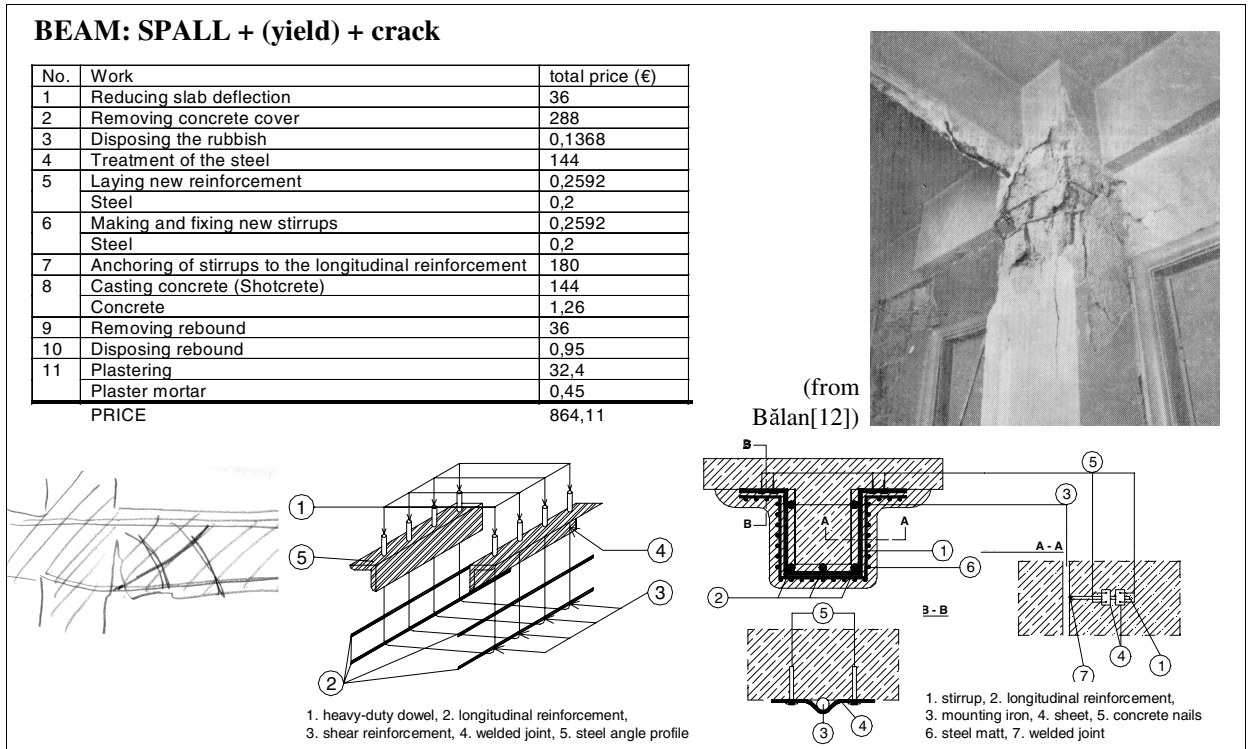 BEAM: SPALL + (yield) + crack
No. Work total price (€)
1 Reducing slab deflection 36
2 Removing concrete cover 288
3 Disposing the rubbish 0,1368
4 Treatment of the steel 144
5 Laying new reinforcement 0,2592
Steel 0,2
6 Making and fixing new stirrups 0,2592
Steel 0,2
7 Anchoring of stirrups to the longitudinal reinforcement 180
8 Casting concrete (Shotcrete) 144
Concrete 1,26
9 Removing rebound 36
10 Disposing rebound 0,95
11 Plastering 32,4
Plaster mortar 0,45
PRICE 864,11
(from
Bălan[12])
1
5
4
3
2
1. heavy-duty dowel, 2. longitudinal reinforcement,
3. shear reinforcement, 4. welded joint, 5. steel angle profile
B
5
3
B
A A
1
A - A
6
2
5
B - B
4
7
1
3
4
1. stirrup, 2. longitudinal reinforcement,
3. mounting iron, 4. sheet, 5. concrete nails
6. steel matt, 7. welded joint